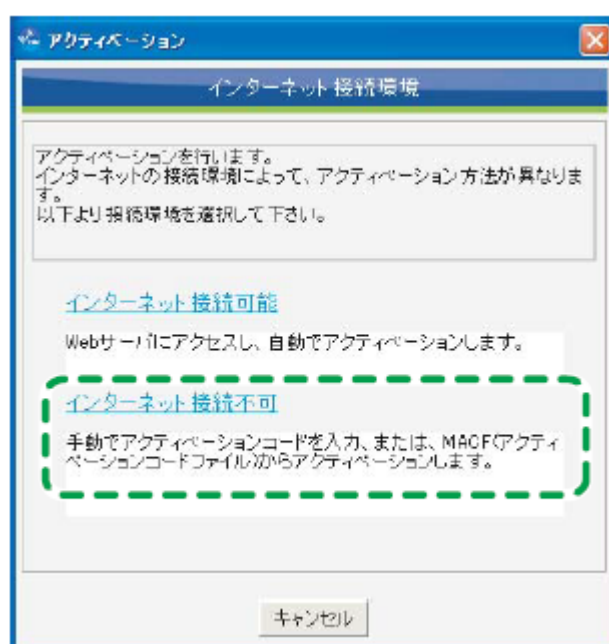 アクティベーション
インターネット接続環境
アクティベーションを行います。
インターネットの接続環境によって、アクティベーション方法が異なりま
す。
以下より接続環境を選択して下さい。
インターネット接続可能
Webサーバにアクセスし、自動でアクティベーションします。
インターネット接続不可
手動でアクティベーションコードを入力、または、MACF(アクティ
ベーションコードファイル)からアクティベーションします。
キャンセル